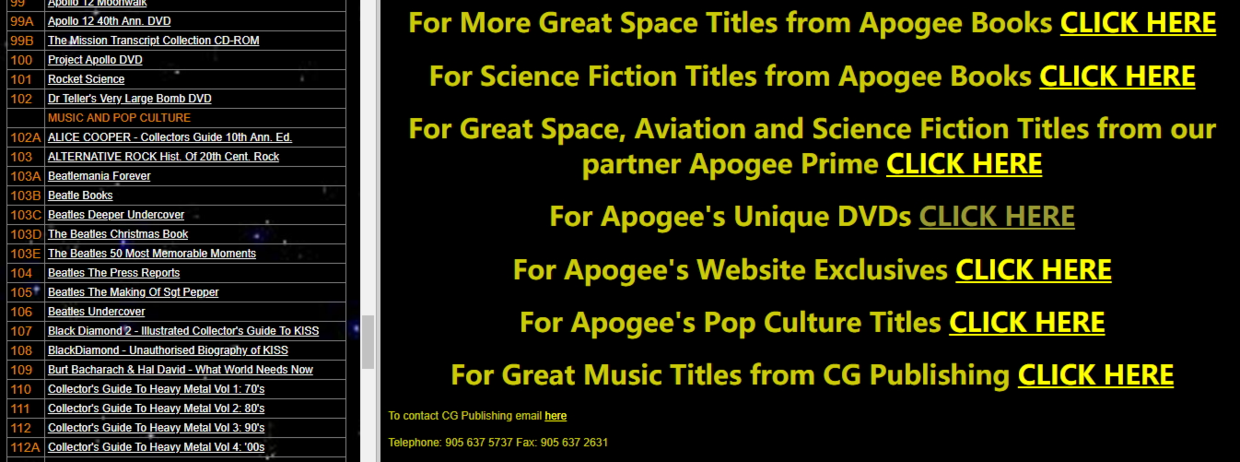 99 Apollo 12 Moonwalk
99A Apollo 12 40th Ann. DVD
99B The Mission Transcript Collection CD-ROM
100 Project Apollo DVD
101 Rocket Science
102 Dr Teller's Very Large Bomb DVD
MUSIC AND POP CULTURE
102A ALICE COOPER - Collectors Guide 10th Ann. Ed.
103 ALTERNATIVE ROCK Hist. Of 20th Cent. Rock
103A Beatlemania Forever
103B Beatle Books
103C Beatles Deeper Undercover
103D The Beatles Christmas Book
103E The Beatles 50 Most Memorable Moments
104 Beatles The Press Reports
105 Beatles The Making Of Sgt Pepper
106 Beatles Undercover
107 Black Diamond 2 - Illustrated Collector's Guide To KISS
108 BlackDiamond - Unauthorised Biography of KISS
109 Burt Bacharach & Hal David - What World Needs Now
110 Collector's Guide To Heavy Metal Vol 1: 70's
111 Collector's Guide To Heavy Metal Vol 2: 80's
112 Collector's Guide To Heavy Metal Vol 3: 90's
112A Collector's Guide To Heavy Metal Vol 4: '00s
For More Great Space Titles from Apogee Books CLICK HERE
For Science Fiction Titles from Apogee Books CLICK HERE
For Great Space, Aviation and Science Fiction Titles from our
partner Apogee Prime CLICK HERE
For Apogee's Unique DVDs CLICK HERE
For Apogee's Website Exclusives CLICK HERE
For Apogee's Pop Culture Titles CLICK HERE
For Great Music Titles from CG Publishing CLICK HERE
To contact CG Publishing email here
Telephone: 905 637 5737 Fax: 905 637 2631